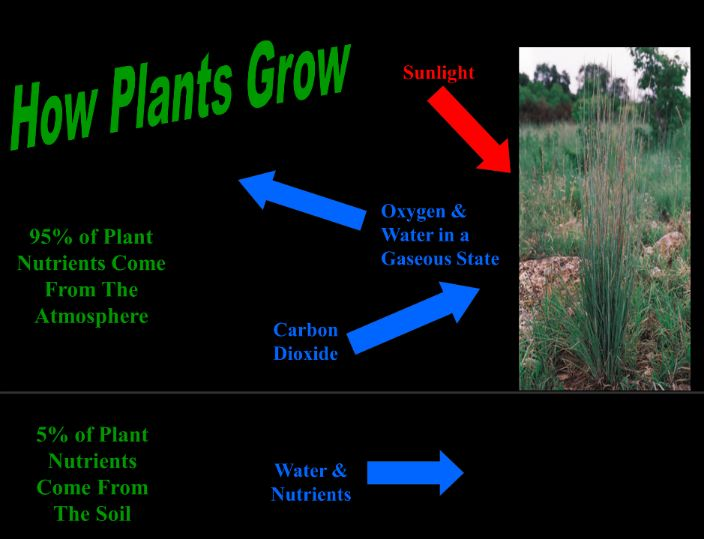 How Plants Grow
Sunlight
Oxygen &
Water in a
Gaseous State
95% of Plant
Nutrients Come
From The
Atmosphere
Carbon
Dioxide
5% of Plant
Nutrients
Come From
The Soil
Water &
Nutrients